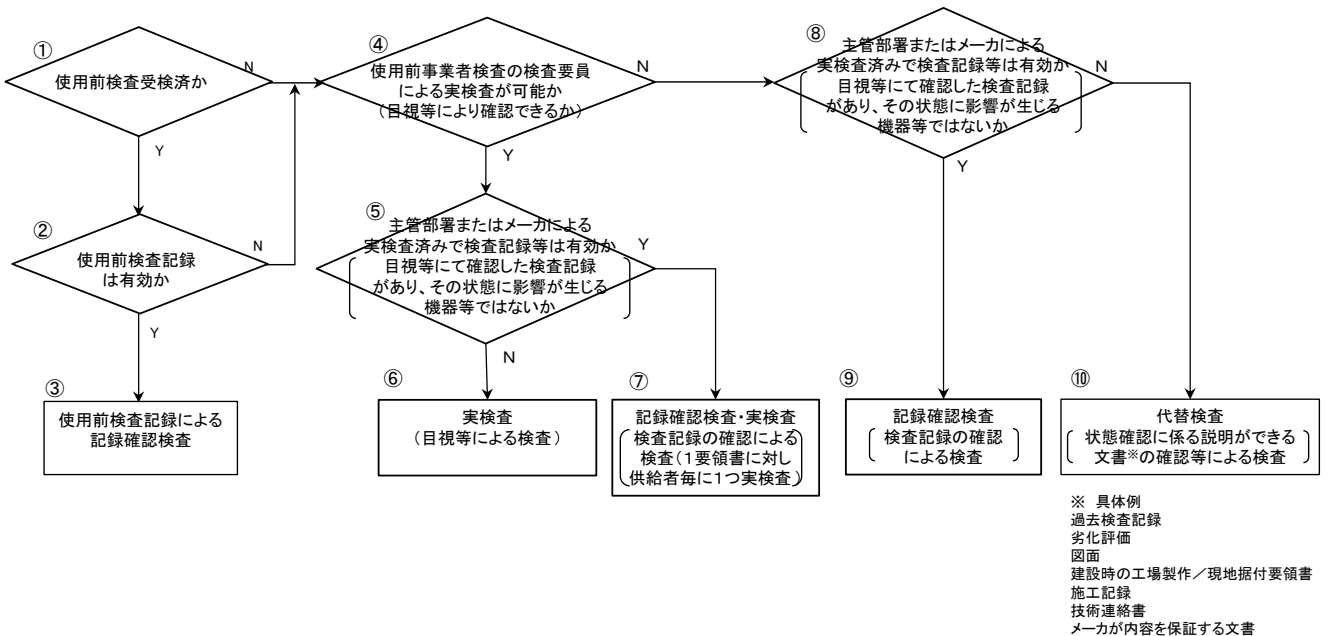 ①
使用前検査受検済か
N
Y
②
使用前検査記録
は有効か
N
Y
③
使用前検査記録による
記録確認検査
④
使用前事業者検査の検査要員
による実検査が可能か
(目視等により確認できるか)
N
Y
⑤
主管部署またはメーカによる
実検査済みで検査記録等は有効か
目視等にて確認した検査記録
があり、その状態に影響が生じる
機器等ではないか
Y
N
⑥
実検査
(目視等による検査)
⑦
記録確認検査・実検査
検査記録の確認による
検査(1要領書に対し
供給者毎に1つ実検査)
⑧
主管部署またはメーカによる
実検査済みで検査記録等は有効か
目視等にて確認した検査記録
があり、その状態に影響が生じる
機器等ではないか
N
Y
⑨
記録確認検査
検査記録の確認
による検査
⑩
代替検査
状態確認に係る説明ができる
文書※の確認等による検査
※ 具体例
過去検査記録
劣化評価
図面
建設時の工場製作/現地据付要領書
施工記録
技術連絡書
メーカが内容を保証する文書